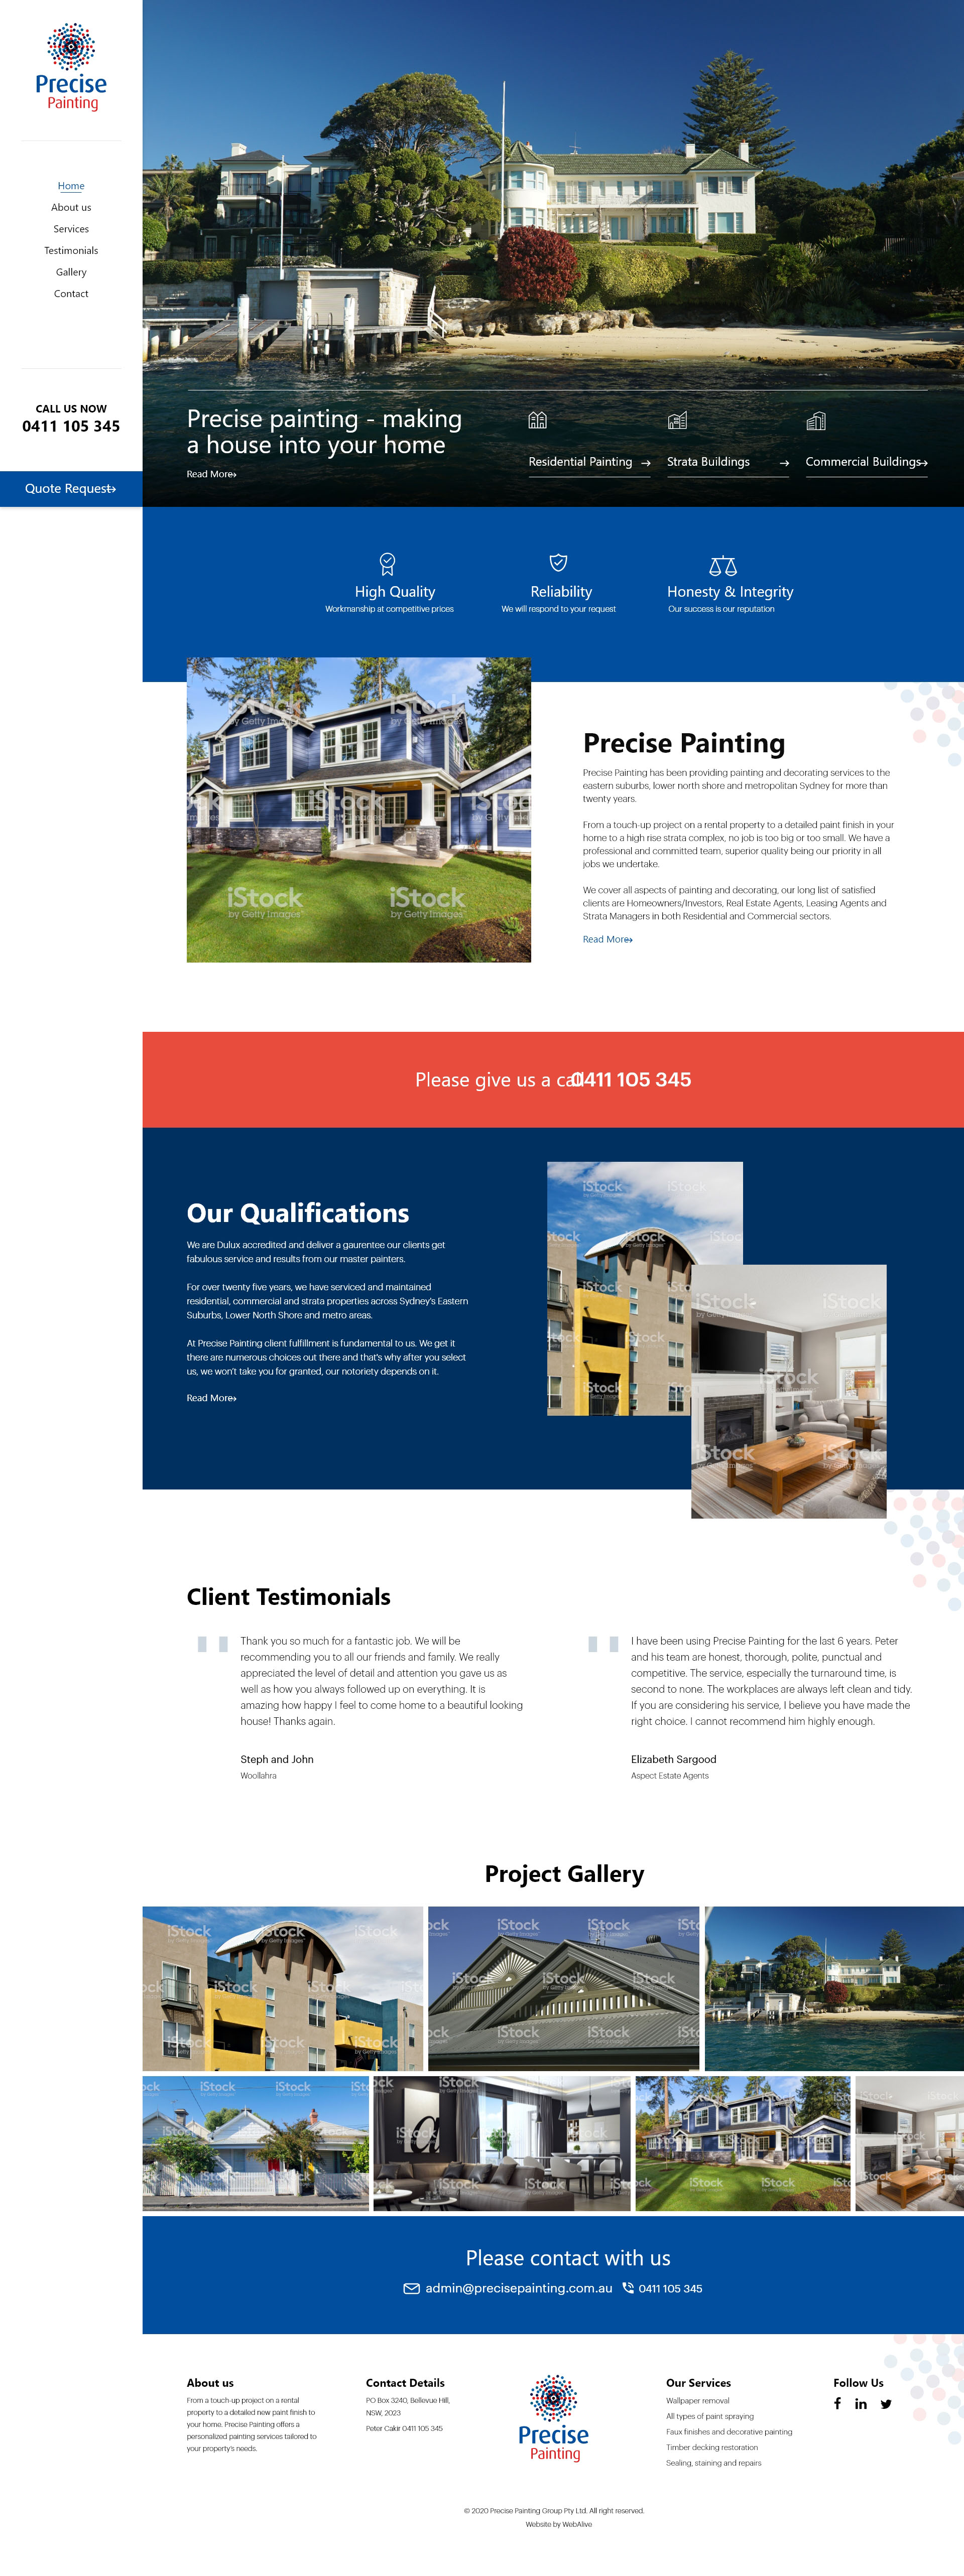 Precise
Painting
Home
About us
Services
Testimonials
Gallery
Contact
CALL US NOW
0411 105 345
Quote Request
Precise painting - making
a house into your home
Read More
Residential Painting
Strata Buildings
Commercial Buildings
High Quality
Workmanship at competitive prices
Reliability
We will respond to your request
Honesty & Integrity
Our success is our reputation
iStock
by Getty Images
Precise Painting
Precise Painting has been providing painting and decorating services to the
eastern suburbs, lower north shore and metropolitan Sydney for more than
twenty years.
From a touch-up project on a rental property to a detailed paint finish in your
home to a high rise strata complex, no job is too big or too small. We have a
professional and committed team, superior quality being our priority in all
jobs we undertake.
We cover all aspects of painting and decorating, our long list of satisfied
clients are Homeowners/Investors, Real Estate Agents, Leasing Agents and
Strata Managers in both Residential and Commercial sectors.
Read More
Please give us a call
0411 105 345
Our Qualifications
We are Dulux accredited and deliver a gaurentee our clients get
fabulous service and results from our master painters.
For over twenty five years, we have serviced and maintained
residential, commercial and strata properties across Sydney's Eastern
Suburbs, Lower North Shore and metro areas.
At Precise Painting client fulfillment is fundamental to us. We get it
there are numerous choices out there and that's why after you select
us, we won't take you for granted, our notoriety depends on it.
Read More
Client Testimonials
Thank you so much for a fantastic job. We will be
recommending you to all our friends and family. We really
appreciated the level of detail and attention you gave us as
well as how you always followed up on everything. It is
amazing how happy I feel to come home to a beautiful looking
house! Thanks again.
Steph and John
Woollahra
I have been using Precise Painting for the last 6 years. Peter
and his team are honest, thorough, polite, punctual and
competitive. The service, especially the turnaround time, is
second to none. The workplaces are always left clean and tidy.
If you are considering his service, I believe you have made the
right choice. I cannot recommend him highly enough.
Elizabeth Sargood
Aspect Estate Agents
Project Gallery
Please contact with us
admin@precisepainting.com.au
0411 105 345
About us
From a touch-up project on a rental
property to a detailed new paint finish to
your home. Precise Painting offers a
personalized painting services tailored to
your property's needs.
Contact Details
PO Box 3240, Bellevue Hill,
NSW, 2023
Peter Cakir 0411 105 345
Precise
Painting
Our Services
Wallpaper removal
All types of paint spraying
Faux finishes and decorative painting
Timber decking restoration
Sealing, staining and repairs
Follow Us
© 2020 Precise Painting Group Pty Ltd. All right reserved.
Website by WebAlive